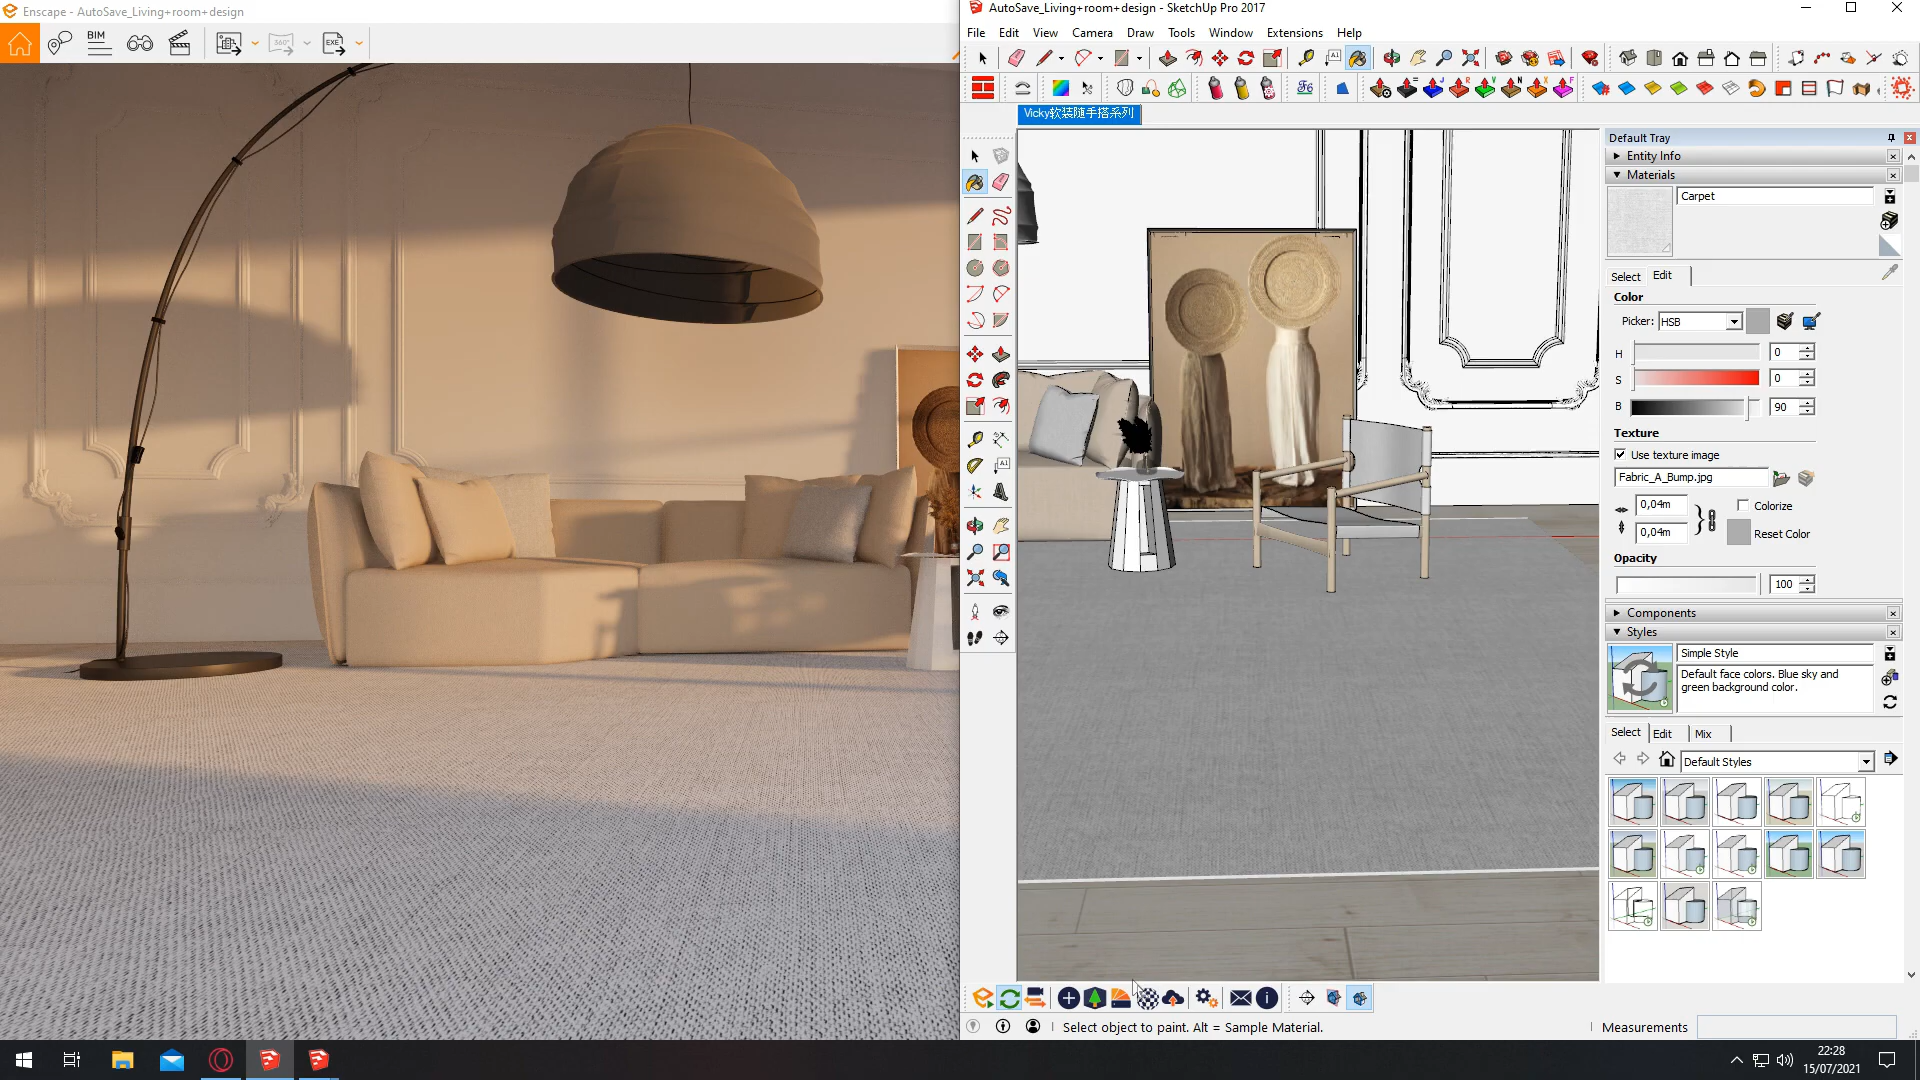 Enscape - AutoSave_Living+room+design
BIM
360°
EXE
AutoSave_Living+room+design - SketchUp Pro 2017
File Edit View Camera Draw Tools Window Extensions Help
Vicky软装随手搭系列
Default Tray
Entity Info
Materials
Carpet
Select Edit
Color
Picker: HSB
H 0
S 0
B 90
Texture
Use texture image
Fabric_A_Bump.jpg
0,04m Colorize
0,04m Reset Color
Opacity
100
Components
Styles
Simple Style
Default face colors. Blue sky and
green background color.
Select Edit Mix
Default Styles
Select object to paint. Alt = Sample Material.
Measurements
22:28
15/07/2021